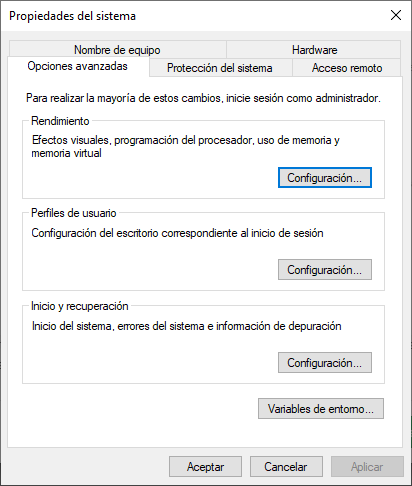 Propiedades del sistema
Nombre de equipo
Hardware
Opciones avanzadas
Protección del sistema
Acceso remoto
Para realizar la mayoría de estos cambios, inicie sesión como administrador.
Rendimiento
Efectos visuales, programación del procesador, uso de memoria y
memoria virtual
Configuración...
Perfiles de usuario
Configuración del escritorio correspondiente al inicio de sesión
Configuración...
Inicio y recuperación
Inicio del sistema, errores del sistema e información de depuración
Configuración...
Variables de entorno...
Aceptar
Cancelar
Aplicar